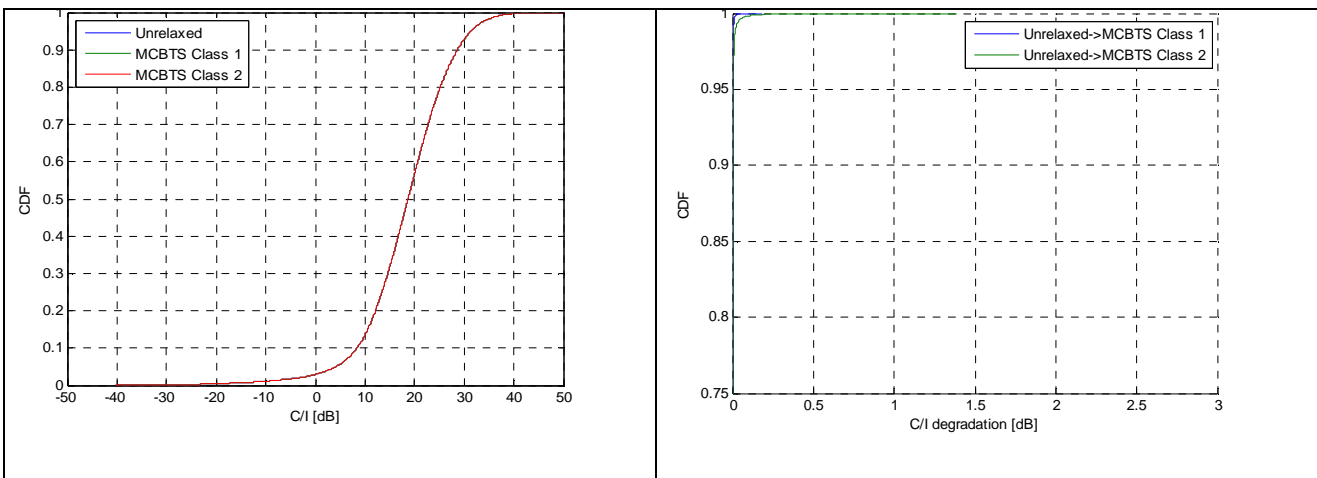 1
0.9
0.8
0.7
0.6
0.5
0.4
0.3
0.2
0.1
0
CDF
-50 -40 -30 -20 -10 0 10 20 30 40 50
C/I [dB]
Unrelaxed
MCBTS Class 1
MCBTS Class 2
1
0.95
0.9
0.85
0.8
0.75
CDF
0 0.5 1 1.5 2 2.5 3
C/I degradation [dB]
Unrelaxed->MCBTS Class 1
Unrelaxed->MCBTS Class 2